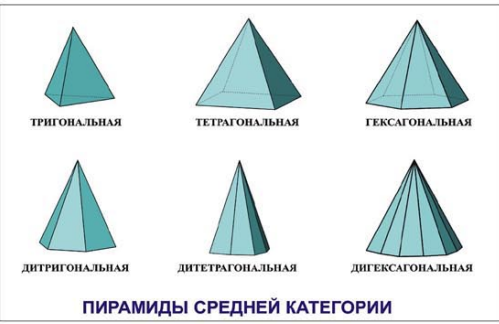 ТРИГОНАЛЬНАЯ
ТЕТРАГОНАЛЬНАЯ
ГЕКСАГОНАЛЬНАЯ
ДИТРИГОНАЛЬНАЯ
ДИТЕТРАГОНАЛЬНАЯ
ДИГЕКСАГОНАЛЬНАЯ
ПИРАМИДЫ СРЕДНЕЙ КАТЕГОРИИ